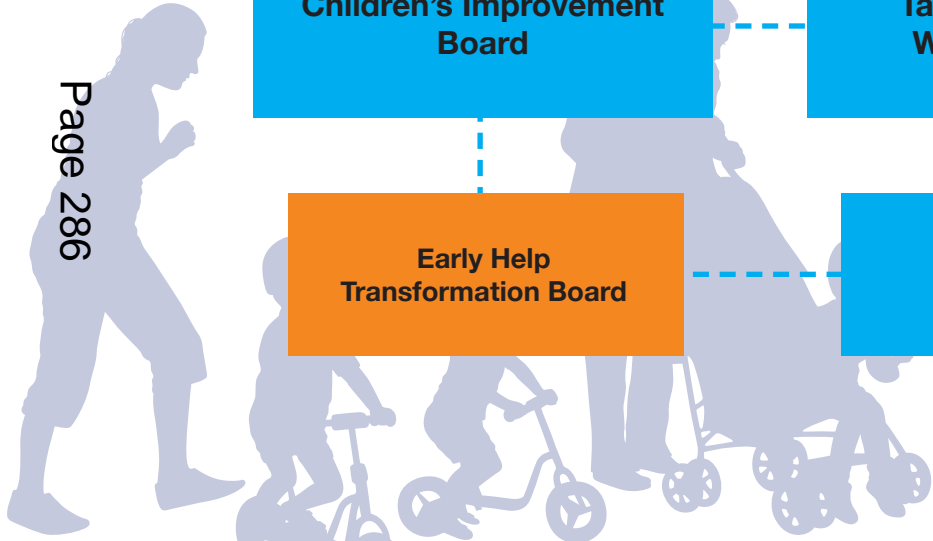 Children's Improvement
Board
Early Help
Transformation Board
Page 286